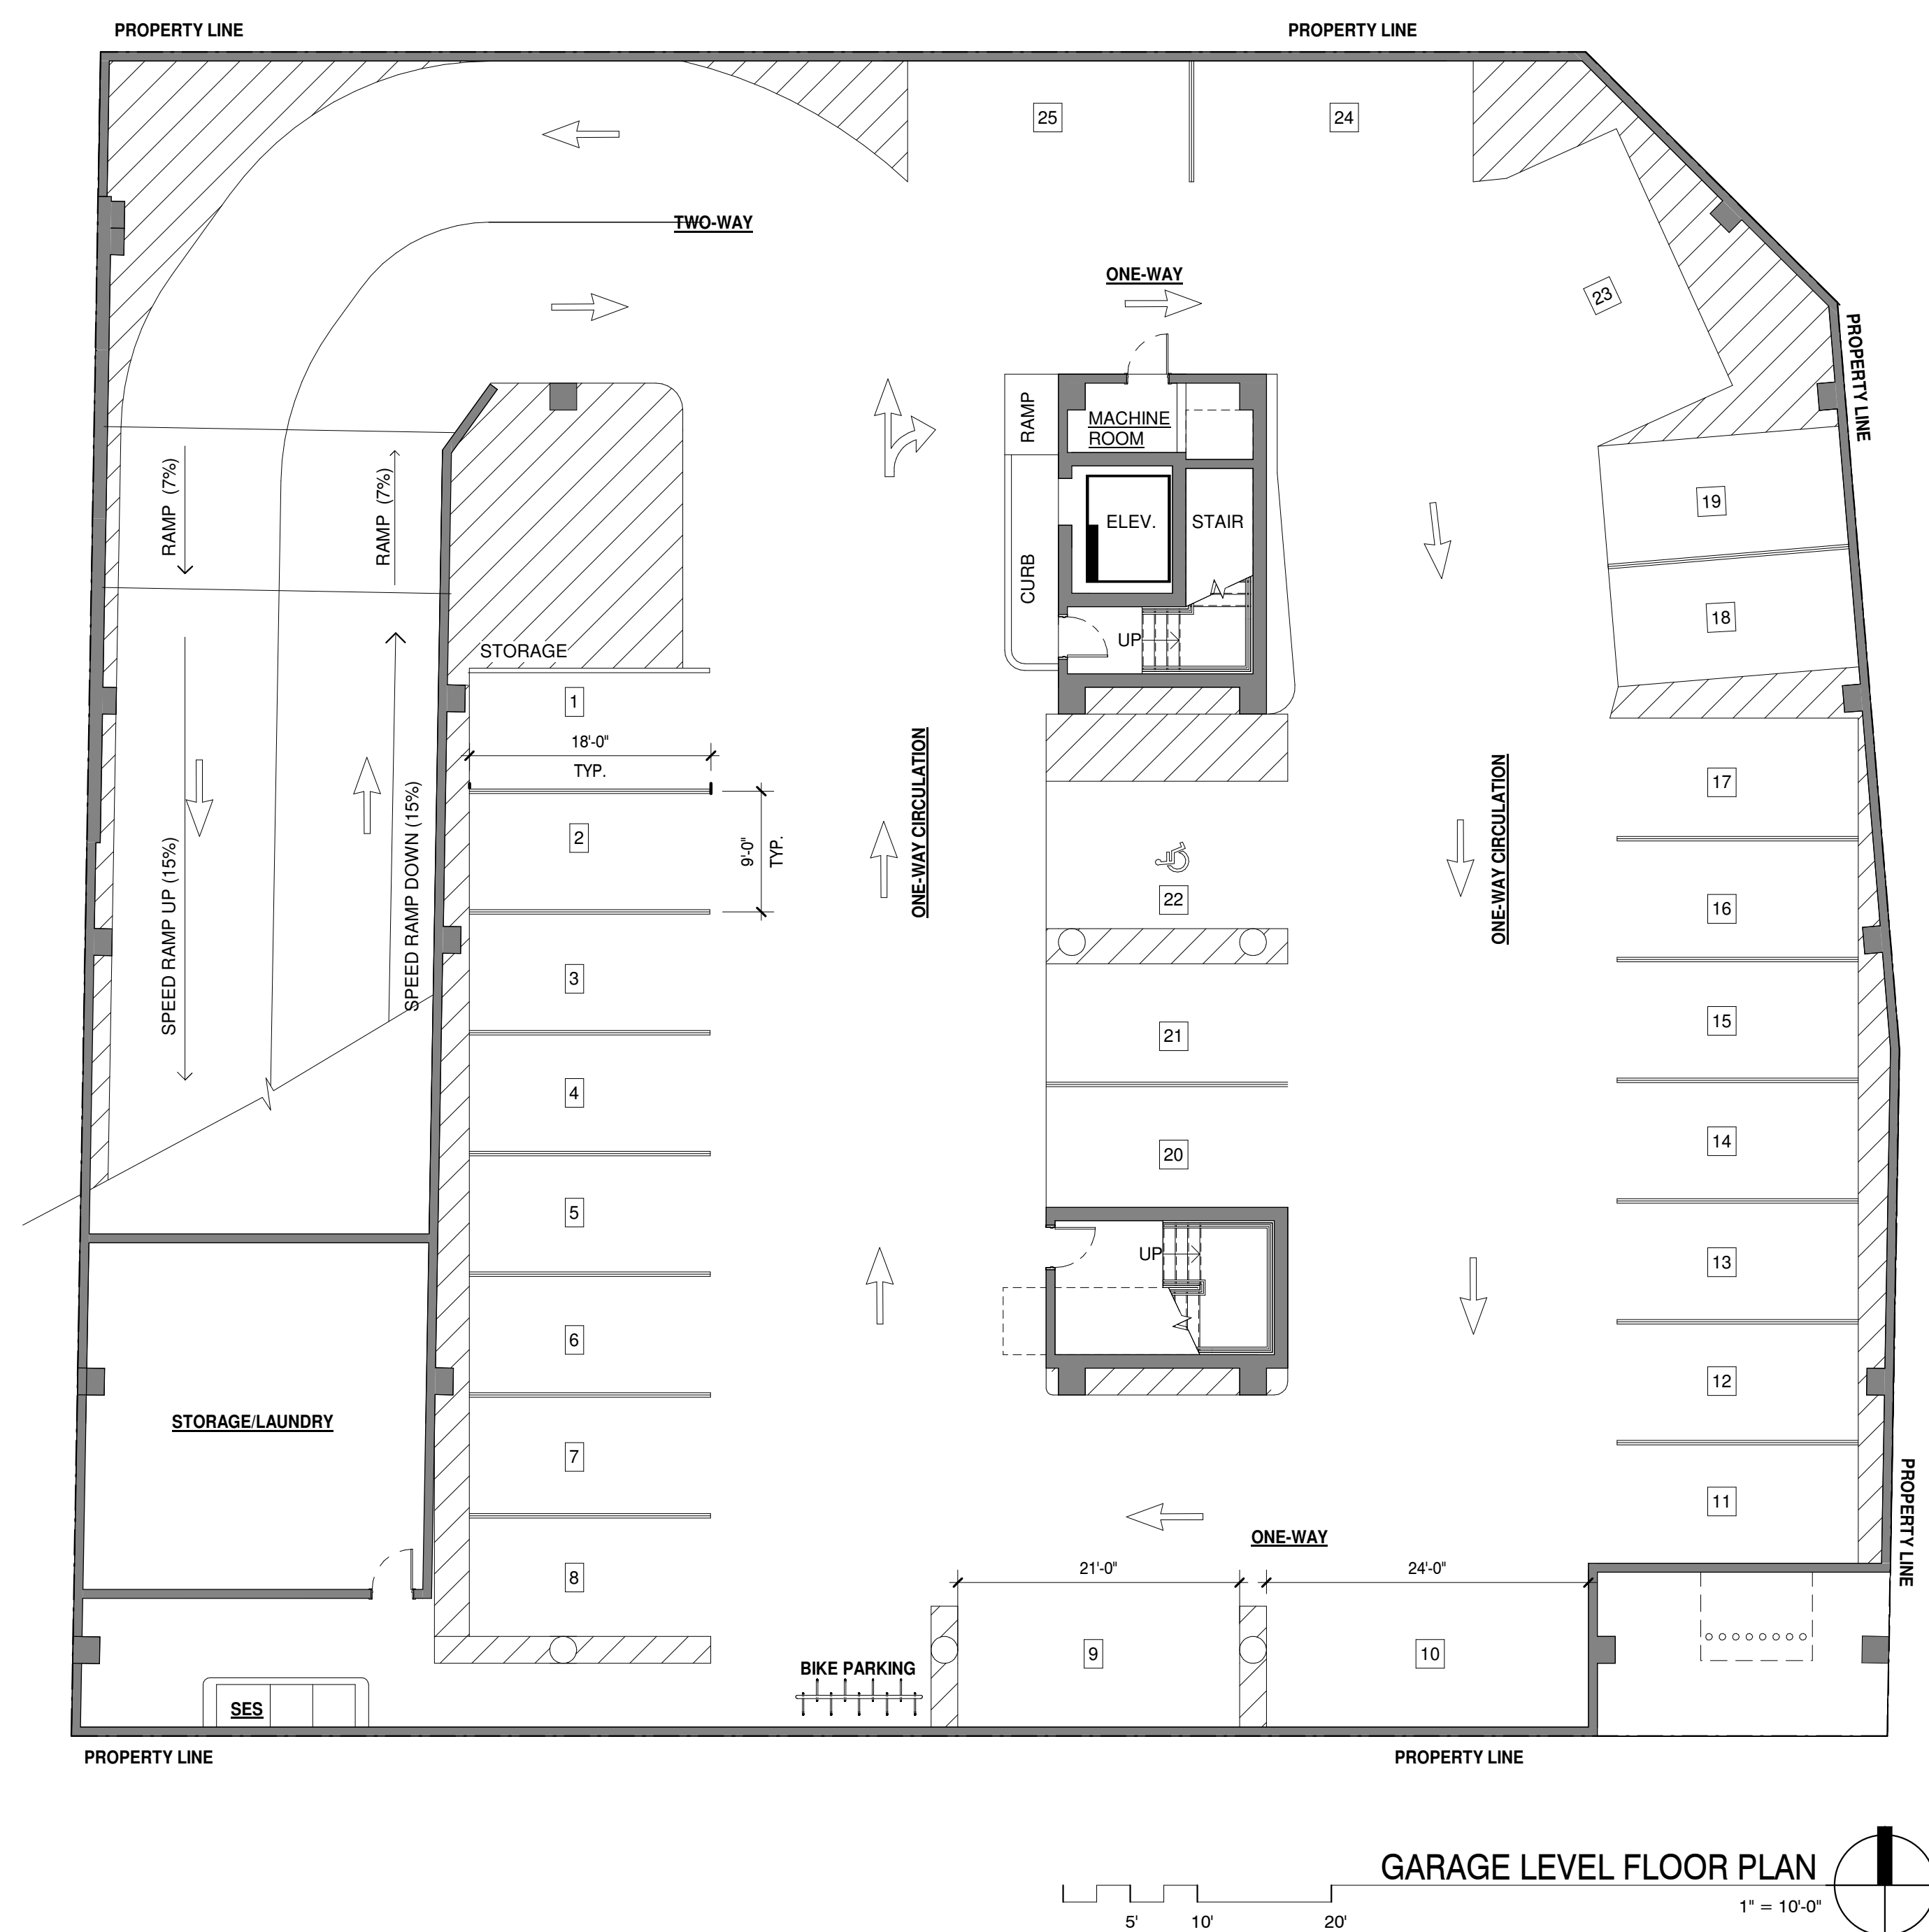 PROPERTY LINE
PROPERTY LINE
25
24
TWO-WAY
ONE-WAY
23
PROPERTY LINE
RAMP
MACHINE
ROOM
RAMP (7%)
RAMP (7%)
19
ELEV.
STAIR
CURB
18
UP
STORAGE
1
18'-0"
TYP.
17
ONE-WAY CIRCULATION
ONE-WAY CIRCULATION
SPEED RAMP UP (15%)
SPEED RAMP DOWN (15%)
2
9'-0"
TYP.
22
16
3
21
15
4
20
14
5
UP
13
6
12
STORAGE/LAUNDRY
7
11
ONE-WAY
PROPERTY LINE
8
21'-0"
24'-0"
9
10
BIKE PARKING
SES
PROPERTY LINE
PROPERTY LINE
GARAGE LEVEL FLOOR PLAN
1" = 10'-0"
5'
10'
20'